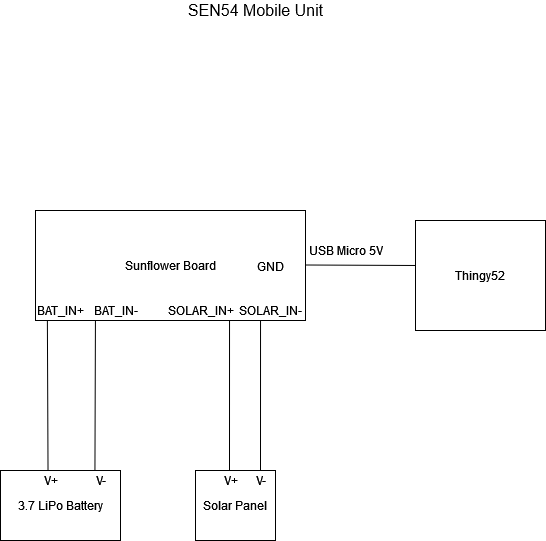 SEN54 Mobile Unit
USB Micro 5V
Sunflower Board
GND
Thingy52
BAT_IN+
BAT_IN-
SOLAR_IN+
SOLAR_IN-
V+
V-
V+
V-
3.7 LiPo Battery
Solar Panel